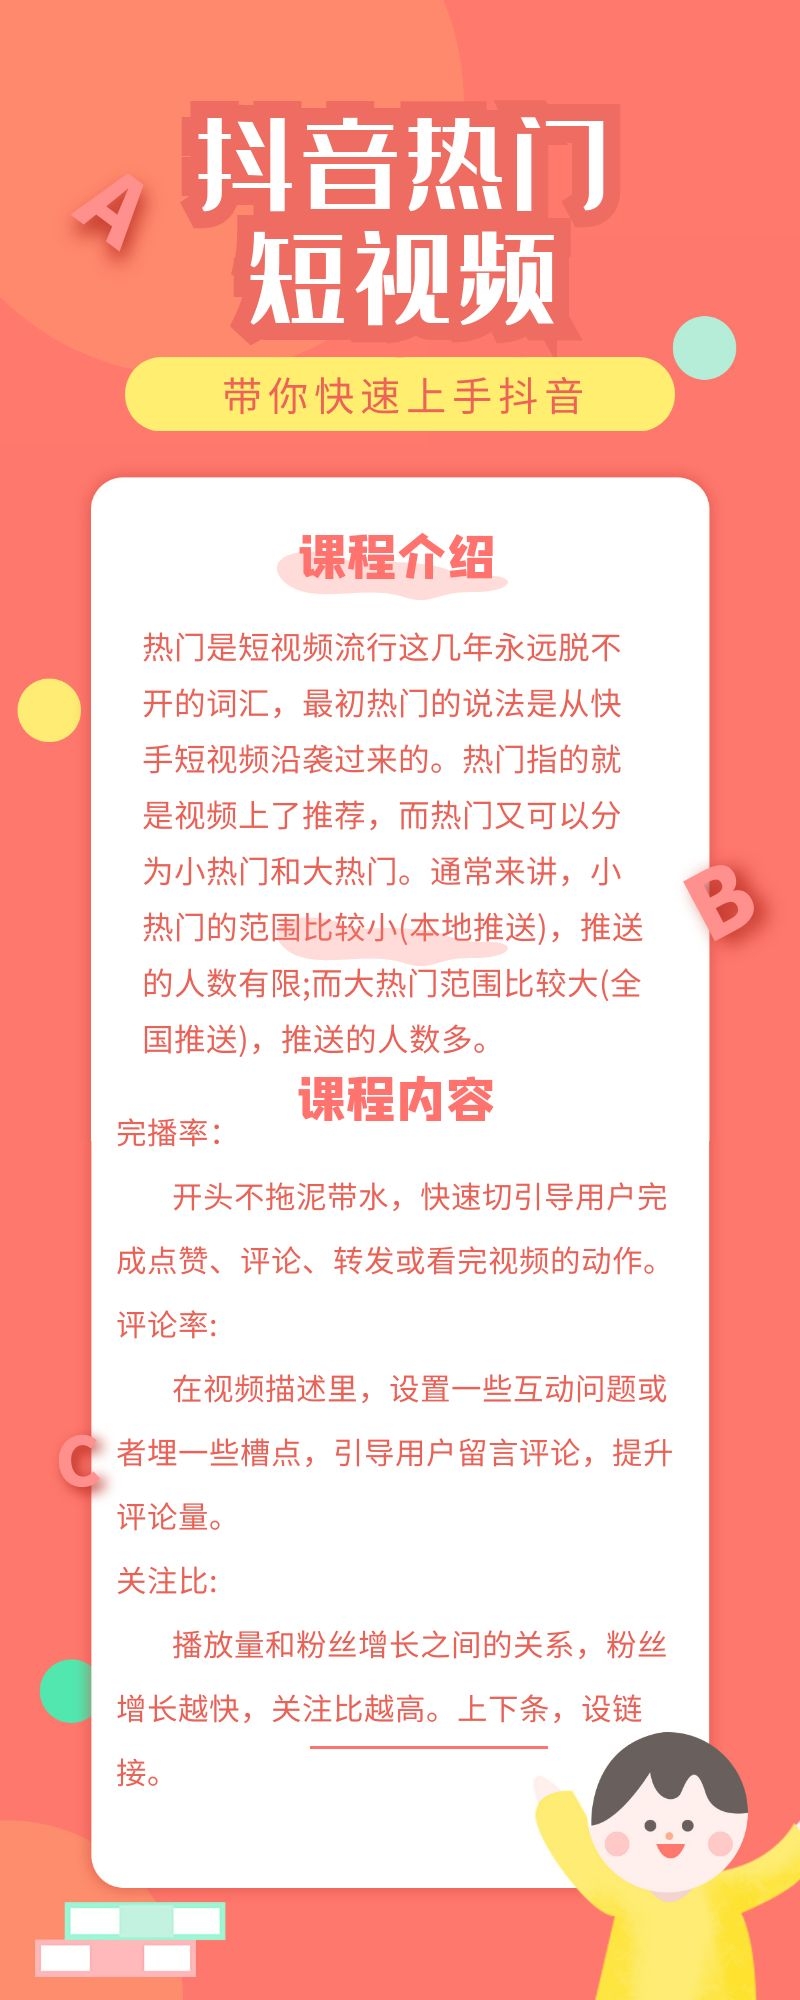 抖音热门
短视频
A
带你快速上手抖音
课程介绍
热门是短视频流行这几年永远脱不
开的词汇，最初热门的说法是从快
手短视频沿袭过来的。热门指的就
是视频上了推荐，而热门又可以分
为小热门和大热门。通常来讲，小
热门的范围比较小(本地推送)，推送
的人数有限;而大热门范围比较大(全
国推送)，推送的人数多。
B
课程内容
完播率：
开头不拖泥带水，快速切引导用户完
成点赞、评论、转发或看完视频的动作。
评论率:
在视频描述里，设置一些互动问题或
者埋一些槽点，引导用户留言评论，提升
评论量。
C
关注比:
播放量和粉丝增长之间的关系，粉丝
增长越快，关注比越高。上下条，设链
接。